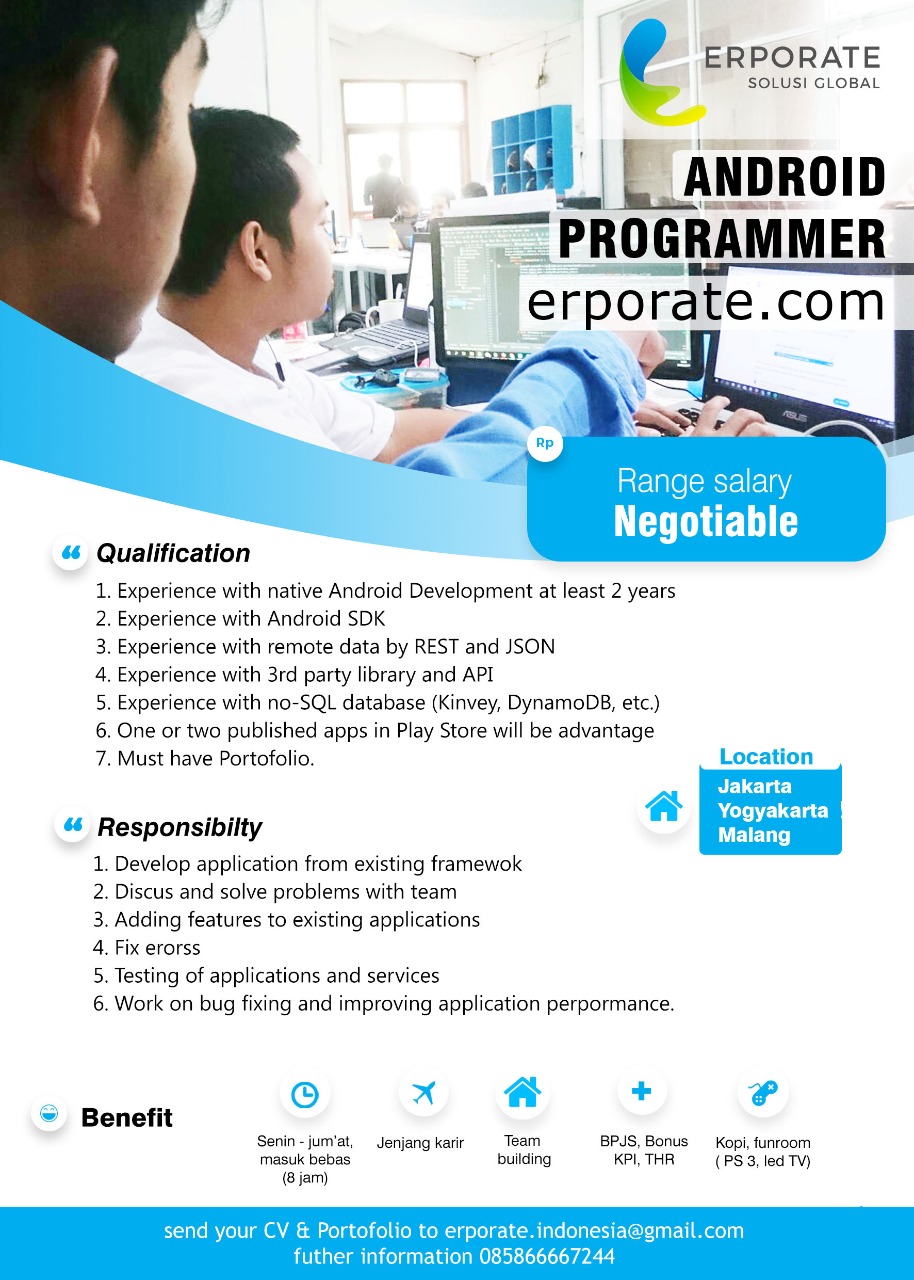 ERPORATE
SOLUSI GLOBAL
ANDROID
PROGRAMMER
erporate.com
ASUS
Rp
Range salary
Negotiable
Qualification
1. Experience with native Android Development at least 2 years
2. Experience with Android SDK
3. Experience with remote data by REST and JSON
4. Experience with 3rd party library and API
5. Experience with no-SQL database (Kinvey, DynamoDB, etc.)
6. One or two published apps in Play Store will be advantage
7. Must have Portofolio.
Location
Jakarta
Yogyakarta
Malang
Responsibilty
1. Develop application from existing framewok
2. Discus and solve problems with team
3. Adding features to existing applications
4. Fix erorss
5. Testing of applications and services
6. Work on bug fixing and improving application perpormance.
Benefit
Senin - jum'at,
masuk bebas
(8 jam)
Jenjang karir
Team
building
BPJS, Bonus
KPI, THR
Kopi, funroom
( PS 3, led TV)
send your CV & Portofolio to erporate.indonesia@gmail.com
futher information 085866667244